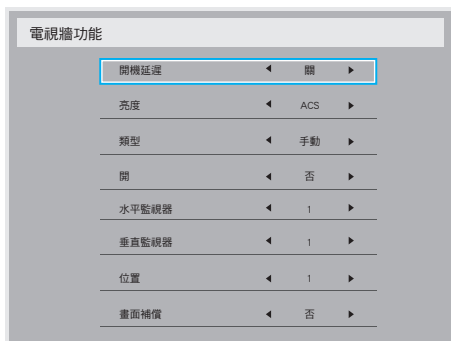 電視牆功能
開機延遲 ◀ 關 ▶
亮度 ◀ ACS ▶
類型 ◀ 手動 ▶
開 ◀ 否 ▶
水平監視器 ◀ 1 ▶
垂直監視器 ◀ 1 ▶
位置 ◀ 1 ▶
畫面補償 ◀ 否 ▶